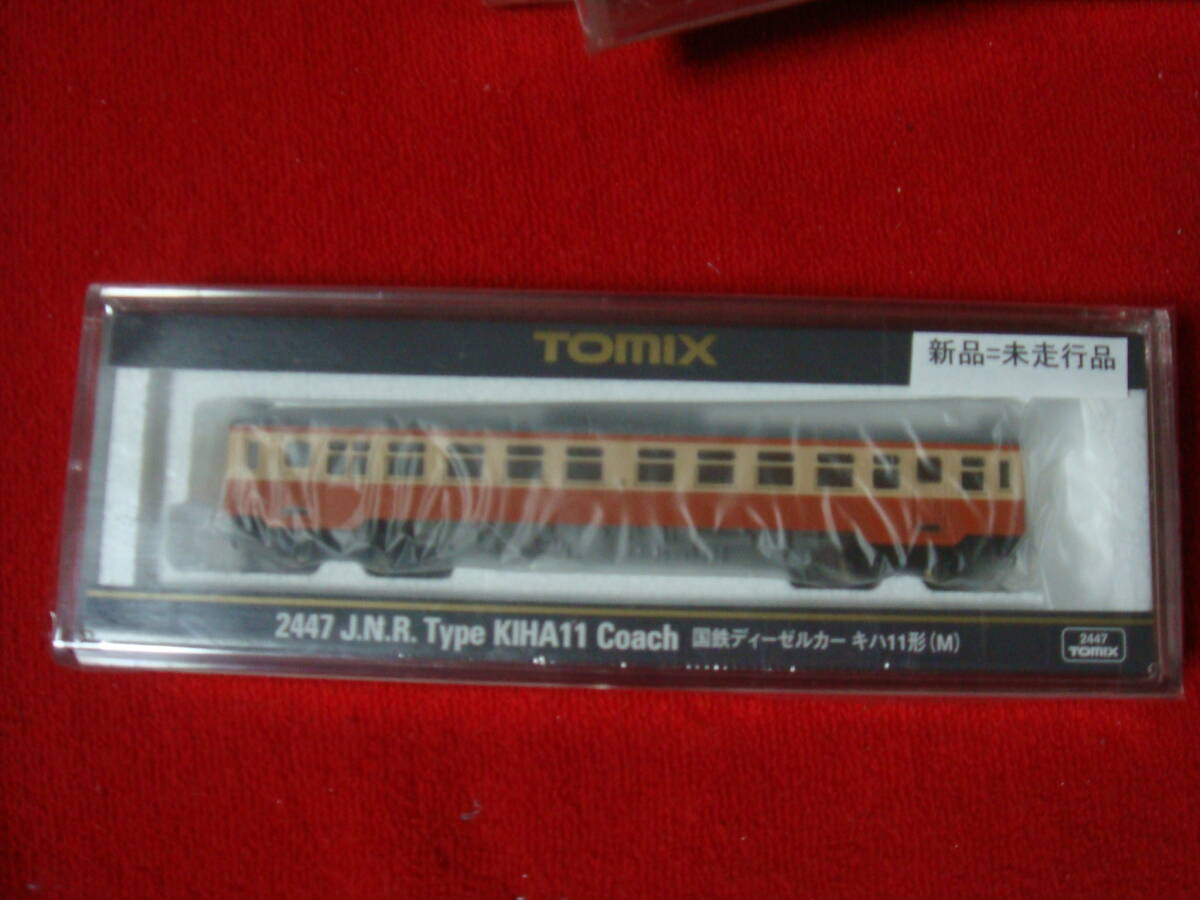 TOMIX
新品=未走行品
2447 J.N.R. Type KIHA11 Coach 国鉄ディーゼルカー キハ11形(M)
2447
TOMIX